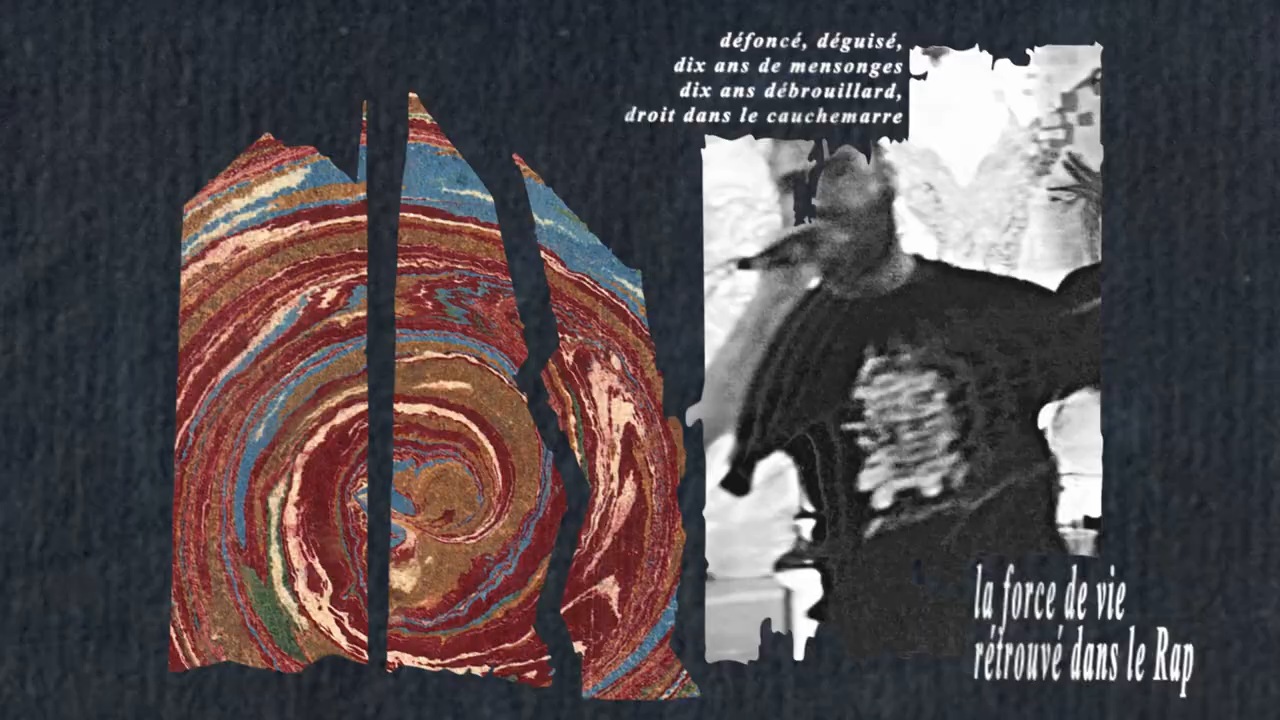 défoncé, déguisé,
dix ans de mensonges
dix ans débrouillard,
droit dans le cauchemarre
la force de vie
rétrouvé dans le Rap